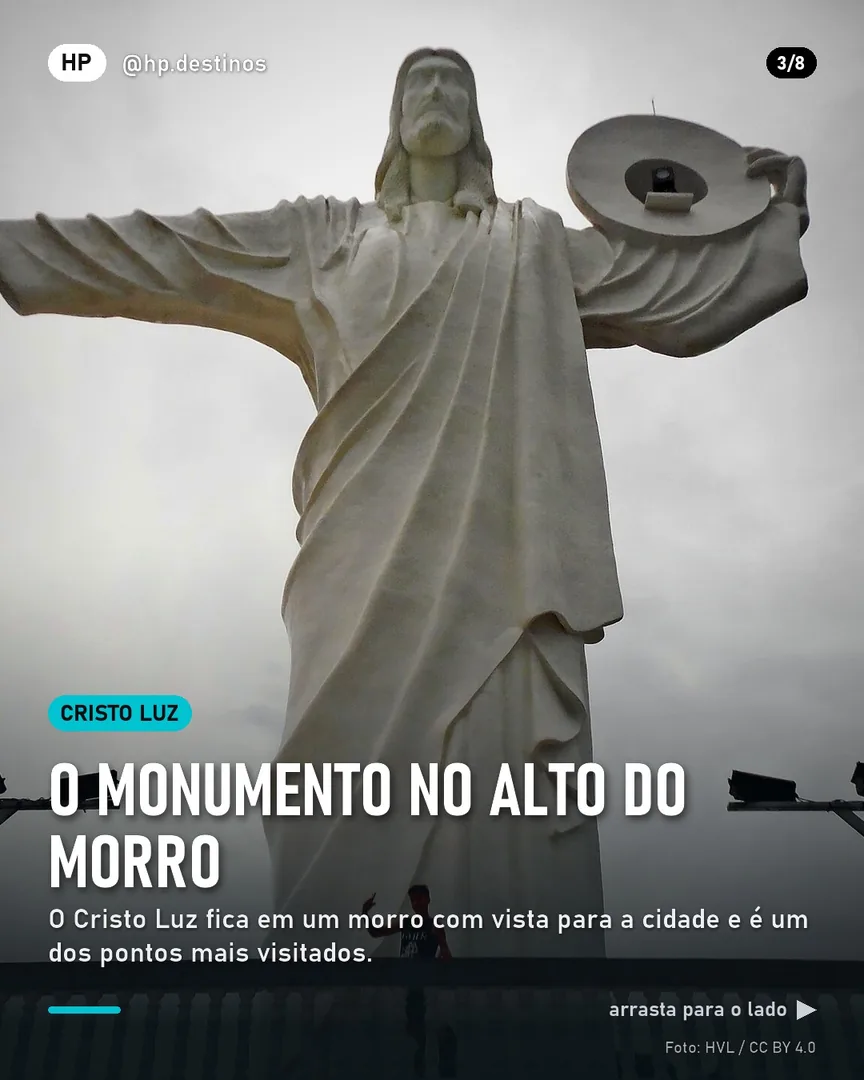 HP @hp.destinos
3/8
CRISTO LUZ
O MONUMENTO NO ALTO DO
MORRO
O Cristo Luz fica em um morro com vista para a cidade e é um
dos pontos mais visitados.
arrasta para o lado ▶
Foto: HVL / CC BY 4.0